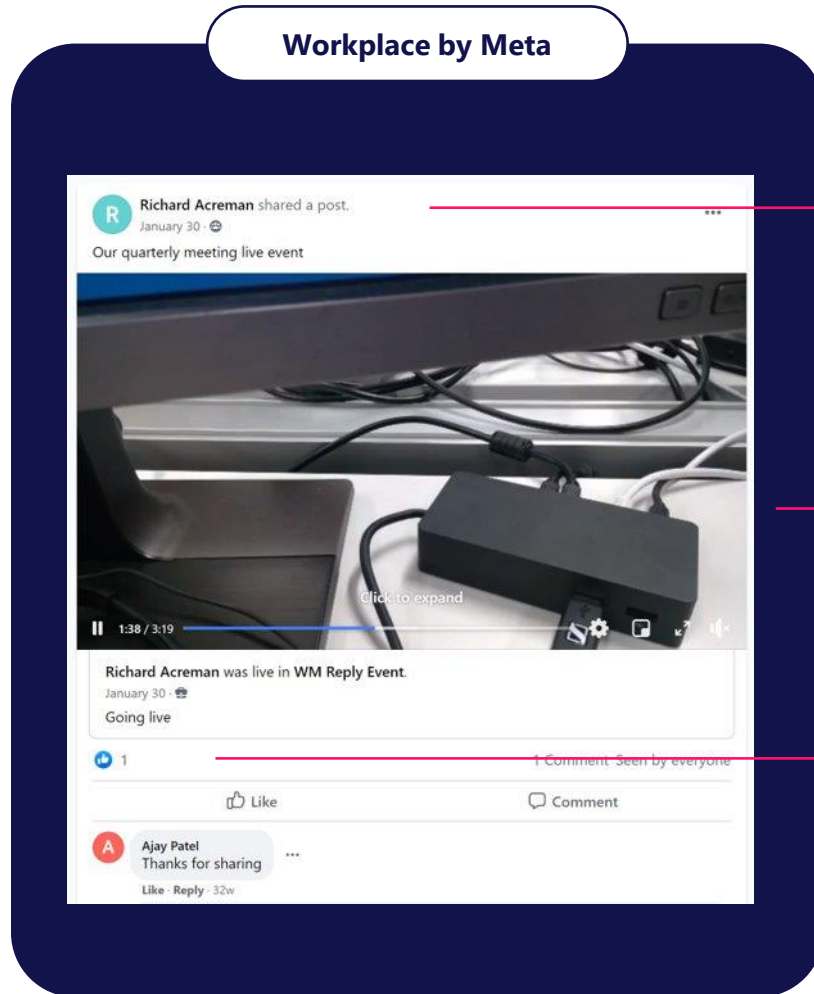 Workplace by Meta
R
Richard Acreman shared a post.
January 30 ·
...
Our quarterly meeting live event
Click to expand
1:38 / 3:19
Richard Acreman was live in WM Reply Event.
January 30 ·
Going live
1
1 Comment Seen by everyone
Like
Comment
A
Ajay Patel
Thanks for sharing
...
Like · Reply · 32w